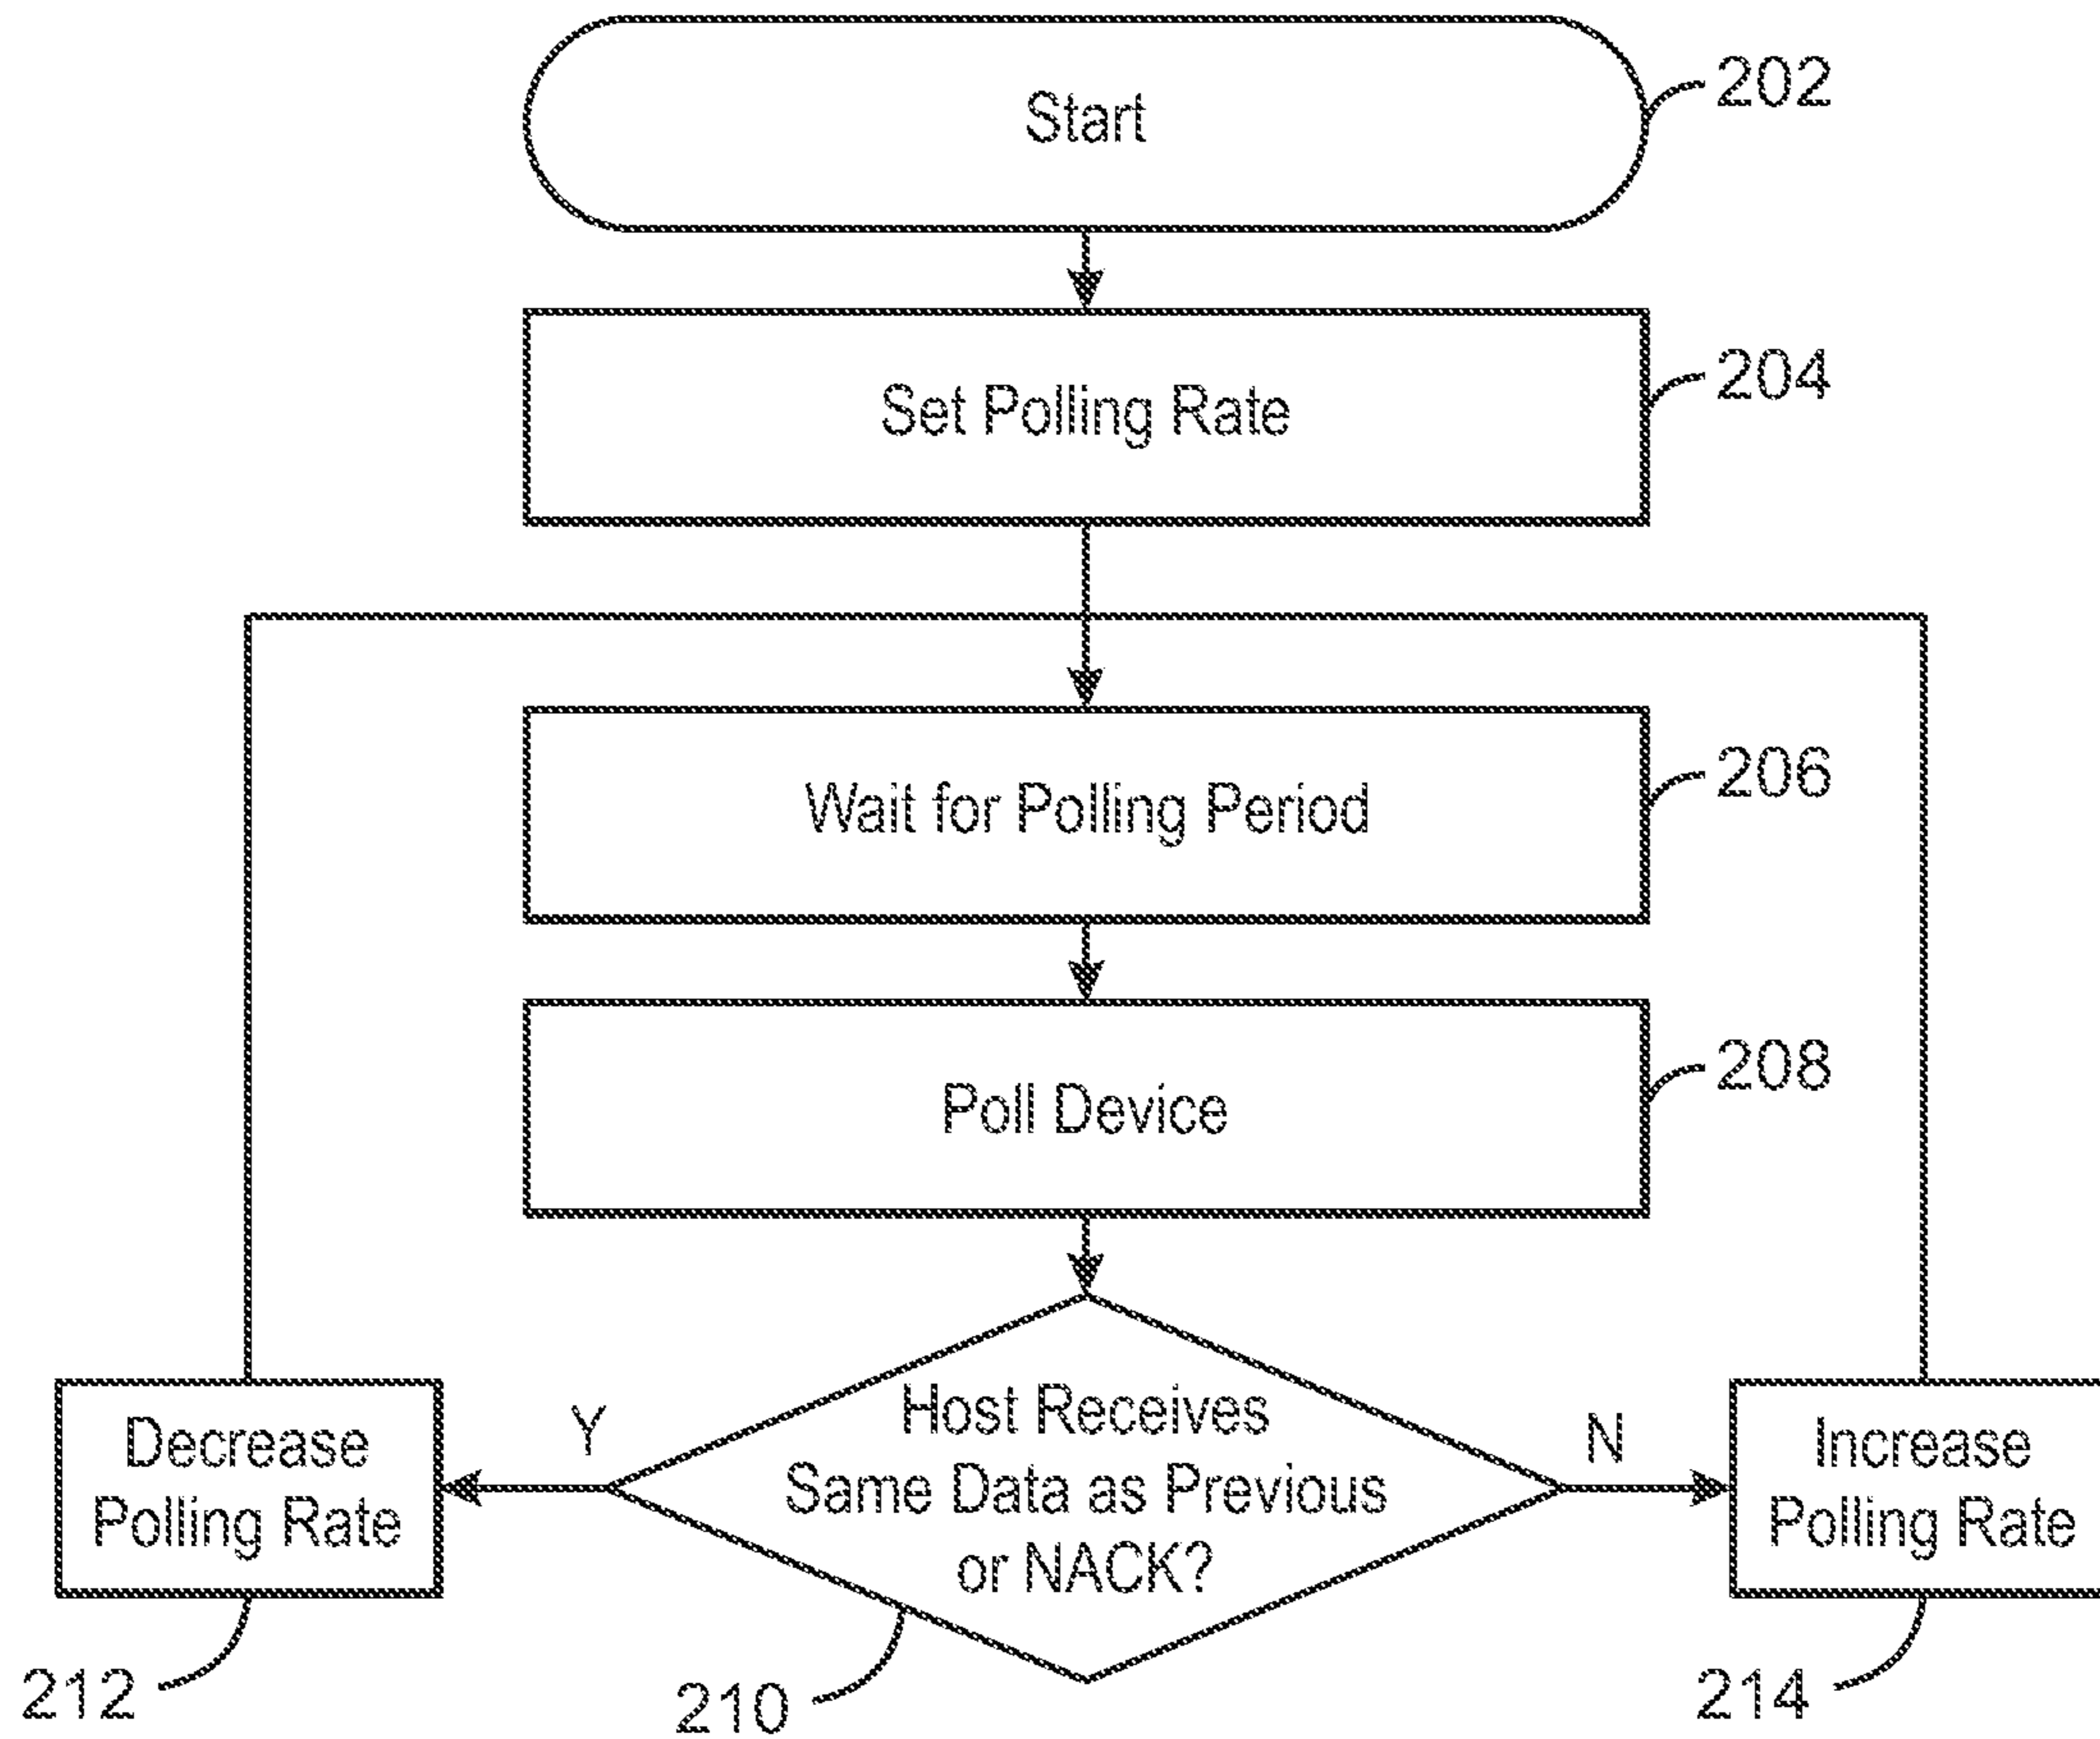 Start
202
Set Polling Rate
204
Wait for Polling Period
206
Poll Device
208
Host Receives
Same Data as Previous
or NACK?
Y
N
Decrease
Polling Rate
Increase
Polling Rate
212
210
214